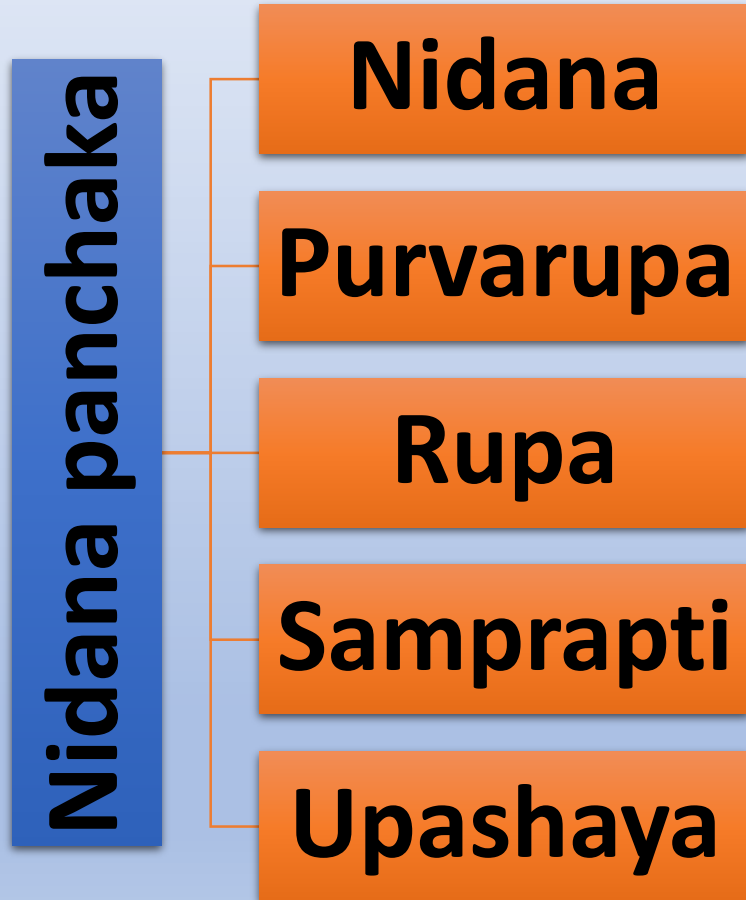 Nidana panchaka
Nidana
Purvarupa
Rupa
Samprapti
Upashaya